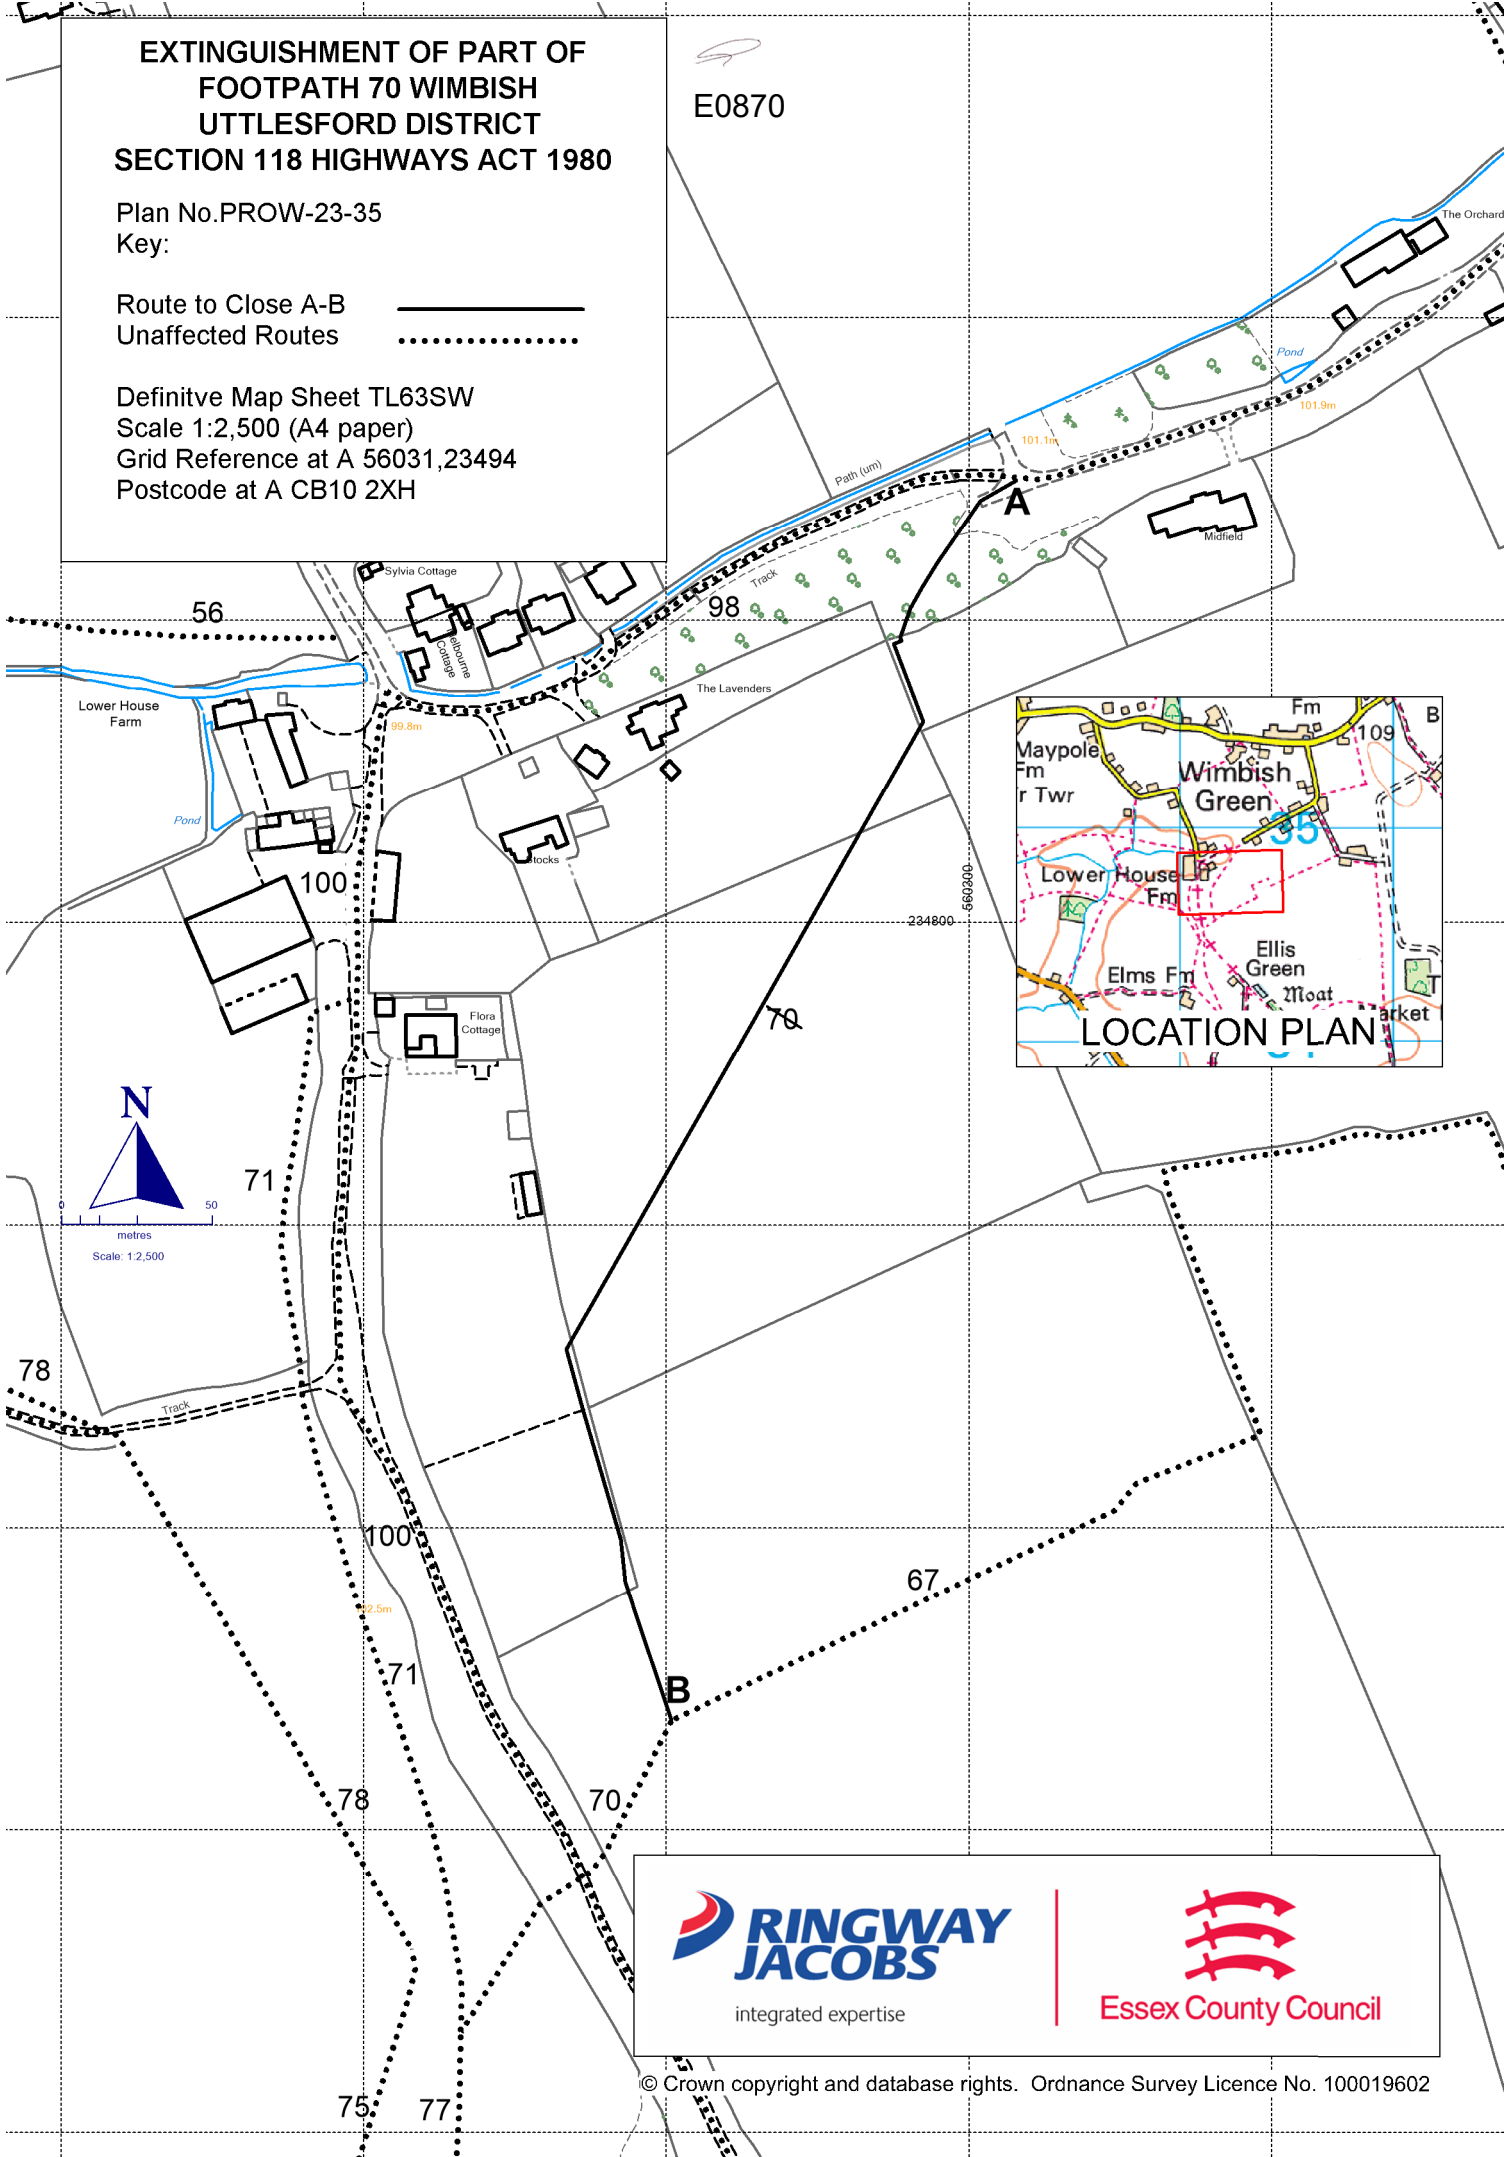 EXTINGUISHMENT OF PART OF
FOOTPATH 70 WIMBISH
UTTLESFORD DISTRICT
SECTION 118 HIGHWAYS ACT 1980
Plan No.PROW-23-35
Key:
Route to Close A-B
Unaffected Routes
Definitve Map Sheet TL63SW
Scale 1:2,500 (A4 paper)
Grid Reference at A 56031,23494
Postcode at A CB10 2XH
E0870
The Orchard
Pond
101.9m
101.1m
Path (um)
A
Midfield
Track
98
Sylvia Cottage
56
Cottage
The Lavenders
Lower House
Farm
99.8m
Pond
Stocks
100
560300
234800
Flora
Cottage
70
Fm
B
109
Maypole
Fm
r Twr
Wimbish
Green
35
Lower House
Fm
Ellis
Green
Elms Fm
Moat
arket
LOCATION PLAN
N
0
50
metres
Scale: 1:2,500
71
78
Track
100
67
71
B
78
70
75
77
RINGWAY
JACOBS
integrated expertise
Essex County Council
© Crown copyright and database rights. Ordnance Survey Licence No. 100019602